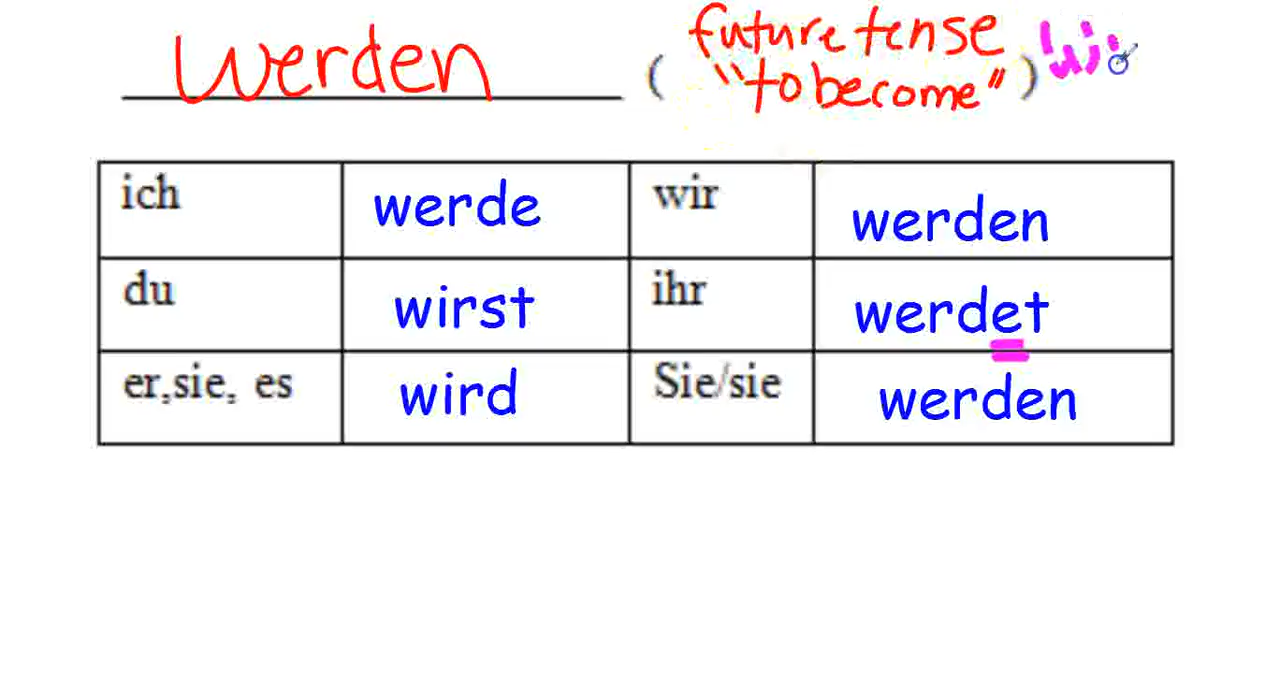 werden ( future tense
"to become" )
ich werde wir werden
du wirst ihr werdet
er,sie, es wird Sie/sie werden